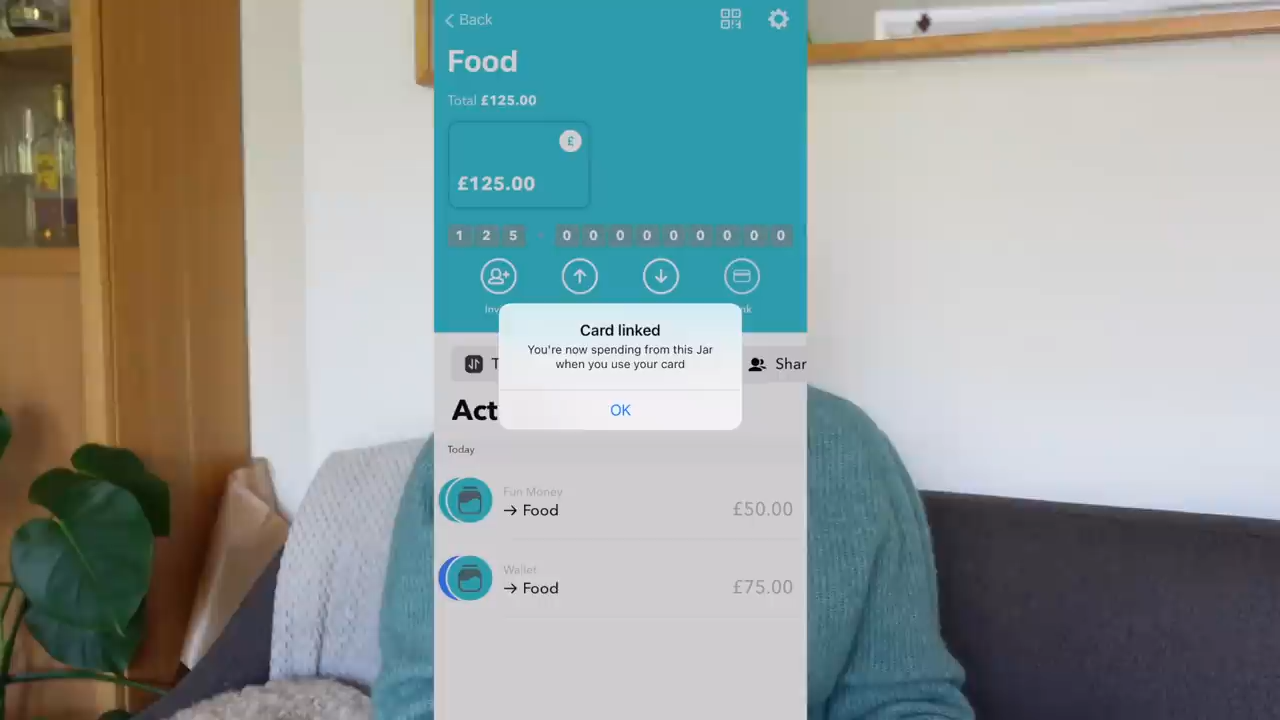 Back
Food
Total £125.00
£
£125.00
1 2 5 - 0 0 0 0 0 0 0 0 0
Card linked
You're now spending from this Jar
when you use your card
Shar
OK
Act
Today
Fun Money
→ Food
£50.00
Wallet
→ Food
£75.00